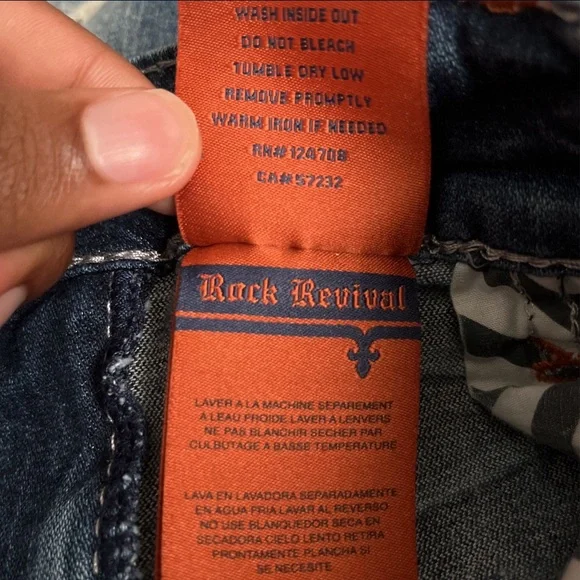 WASH INSIDE OUT
DO NOT BLEACH
TUMBLE DRY LOW
REMOVE PROMPTLY
WARM IRON IF NEEDED
RN# 124708
CA# 57232
Rock Revival
LAVER A LA MACHINE SEPAREMENT
A LEAU FROIDE LAVER A LENVERS
NE PAS BLANCHIR SECHER PAR
CULBOTAGE A BASSE TEMPERATURE
LAVA EN LAVADORA SEPARADAMENTE
EN AGUA FRIA LAVAR AL REVERSO
NO USE BLANQUEDOR SECA EN
SECADORA CIELO LENTO RETIRA
PRONTAMENTE PLANCHA SI
SE NECESITE